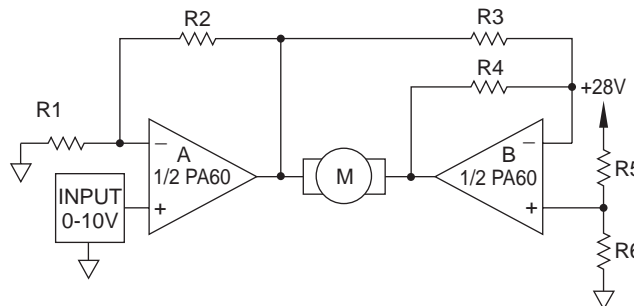 R2
R3
R4
R1
+28V
−
A
1/2 PA60
+
INPUT
0-10V
M
−
B
1/2 PA60
+
R5
R6